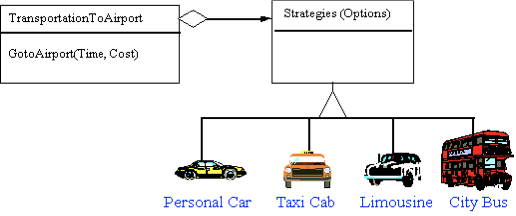 TransportationToAirport
Strategies (Options)
GotoAirport(Time, Cost)
Personal Car
Taxi Cab
Limousine
City Bus